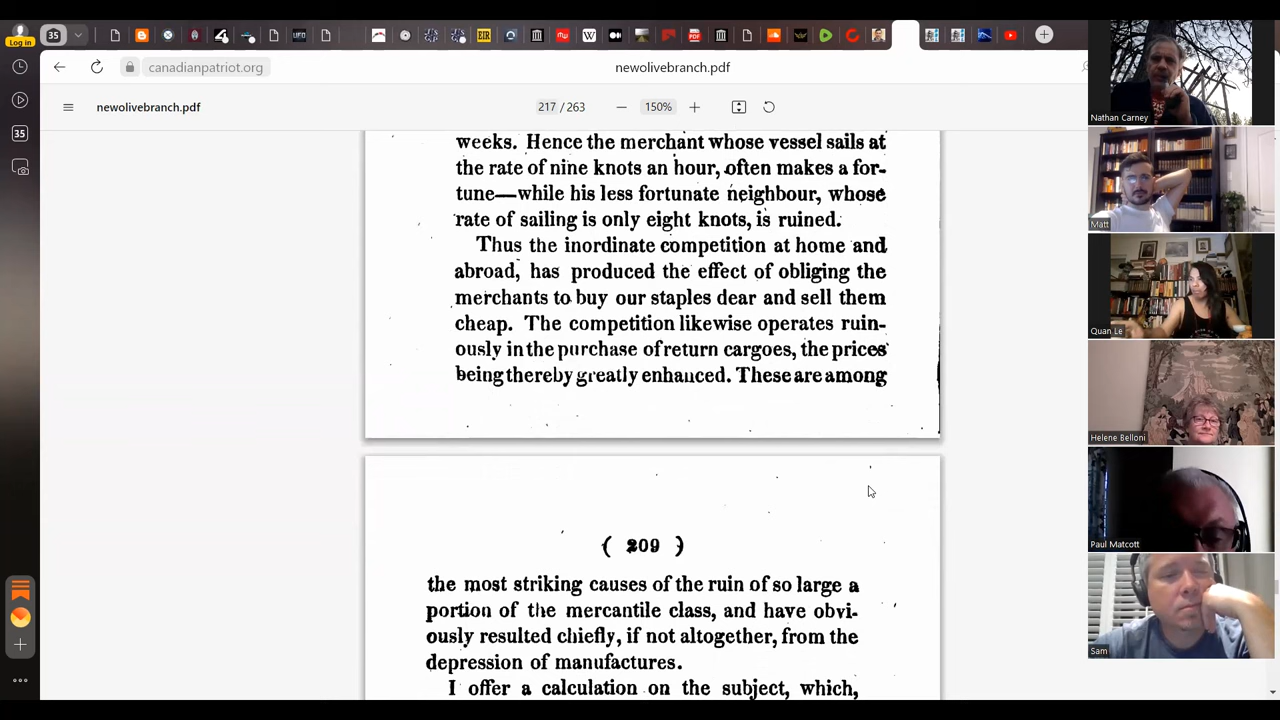 35
Log in
canadianpatriot.org
newolivebranch.pdf
newolivebranch.pdf
217 / 263
150%
35
weeks. Hence the merchant whose vessel sails at
the rate of nine knots an hour, often makes a for-
tune—while his less fortunate neighbour, whose
rate of sailing is only eight knots, is ruined.
Thus the inordinate competition at home and
abroad, has produced the effect of obliging the
merchants to buy our staples dear and sell them
cheap. The competition likewise operates ruin-
ously in the purchase of return cargoes, the prices
being thereby greatly enhanced. These are among
( 209 )
the most striking causes of the ruin of so large a
portion of the mercantile class, and have obvi-
ously resulted chiefly, if not altogether, from the
depression of manufactures.
I offer a calculation on the subject, which,
Nathan Carney
Matt
Quan Le
Helene Belloni
Paul Matcott
Sam